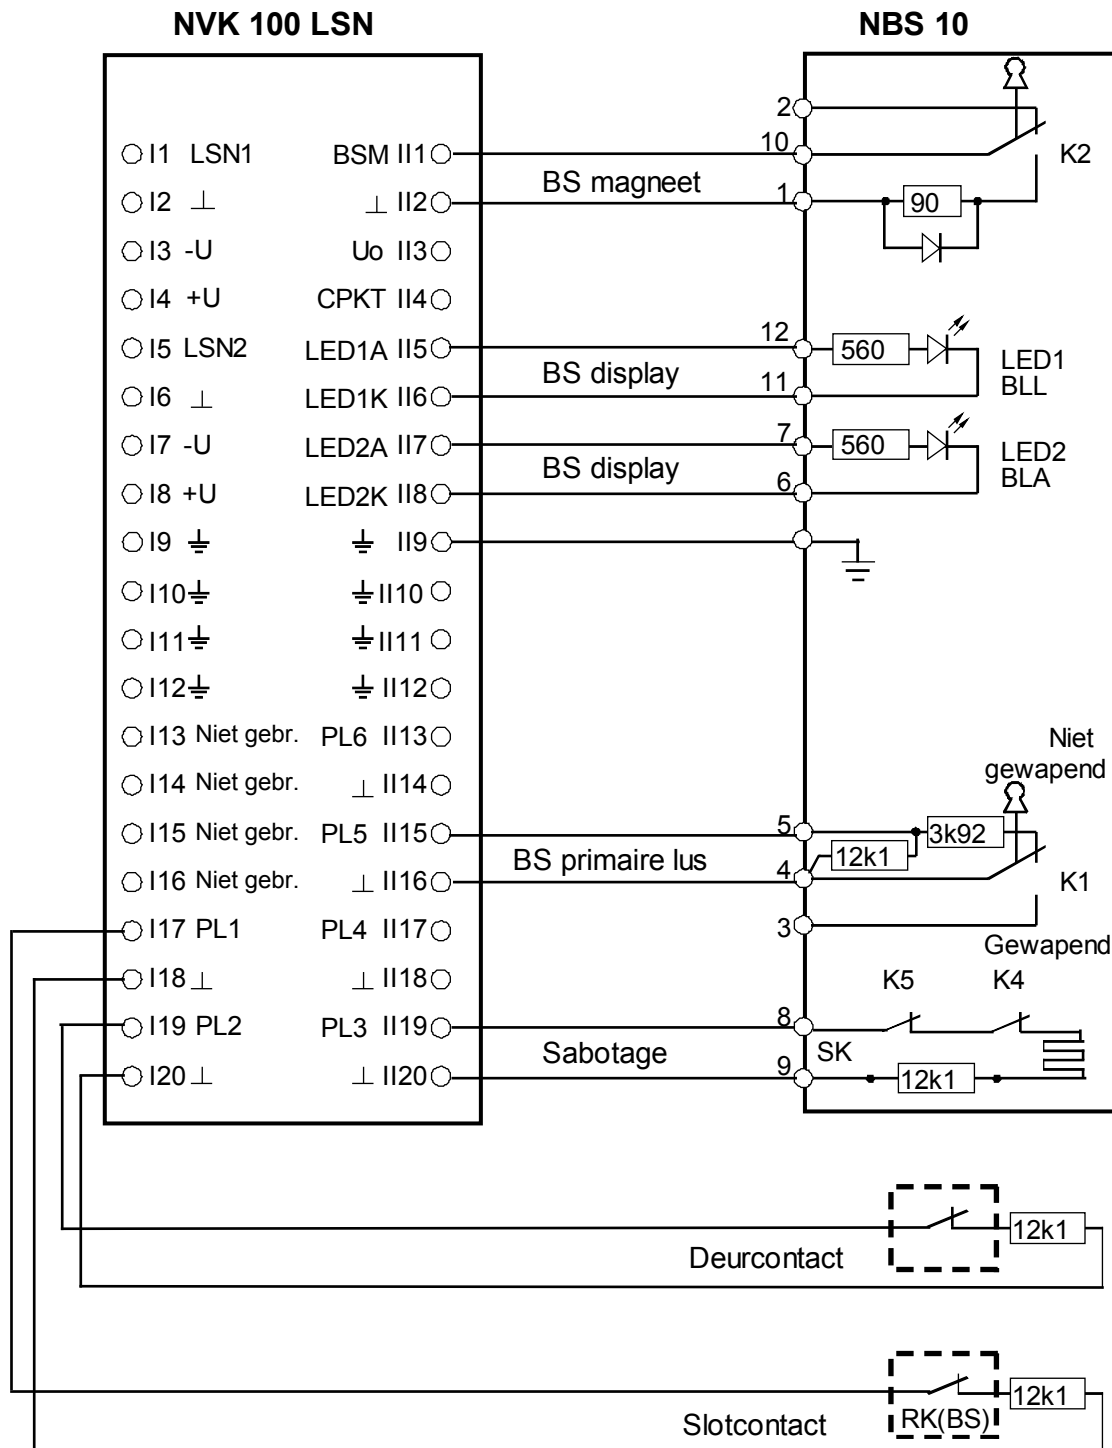 NVK 100 LSN
NBS 10
2
I1 LSN1 BSM II1 10 K2
BS magneet
I2 ⊥ ⊥ II2 1 90
I3 -U Uo II3
I4 +U CPKT II4
I5 LSN2 LED1A II5 12 560 LED1
BS display BLL
I6 ⊥ LED1K II6 11
I7 -U LED2A II7 7 560 LED2
BS display BLA
I8 +U LED2K II8 6
I9 ⏚ ⏚ II9
I10 ⏚ ⏚ II10
I11 ⏚ ⏚ II11
I12 ⏚ ⏚ II12
I13 Niet gebr. PL6 II13 Niet
gewapend
I14 Niet gebr. ⊥ II14
I15 Niet gebr. PL5 II15 5 3k92
BS primaire lus 12k1
I16 Niet gebr. ⊥ II16 4 K1
I17 PL1 PL4 II17 3
Gewapend
I18 ⊥ ⊥ II18 K5 K4
I19 PL2 PL3 II19 8
Sabotage SK
I20 ⊥ ⊥ II20 9 12k1
12k1
Deurcontact
12k1
Slotcontact RK(BS)